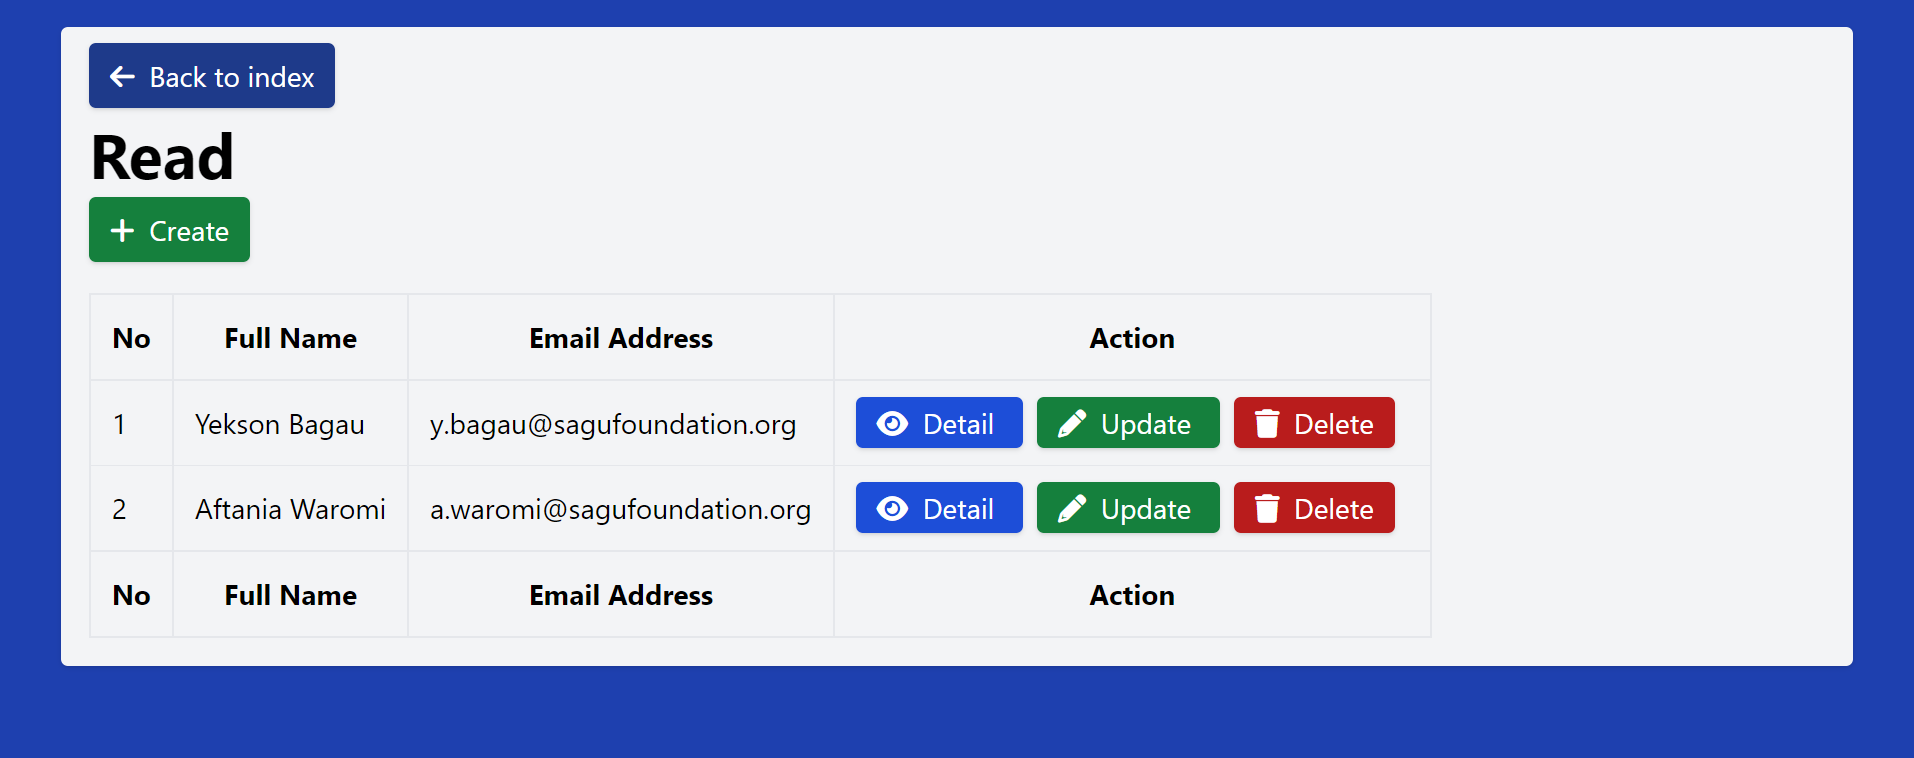 Back to index
Read
Create
No Full Name Email Address Action
1 Yekson Bagau y.bagau@sagufoundation.org Detail Update Delete
2 Aftania Waromi a.waromi@sagufoundation.org Detail Update Delete
No Full Name Email Address Action